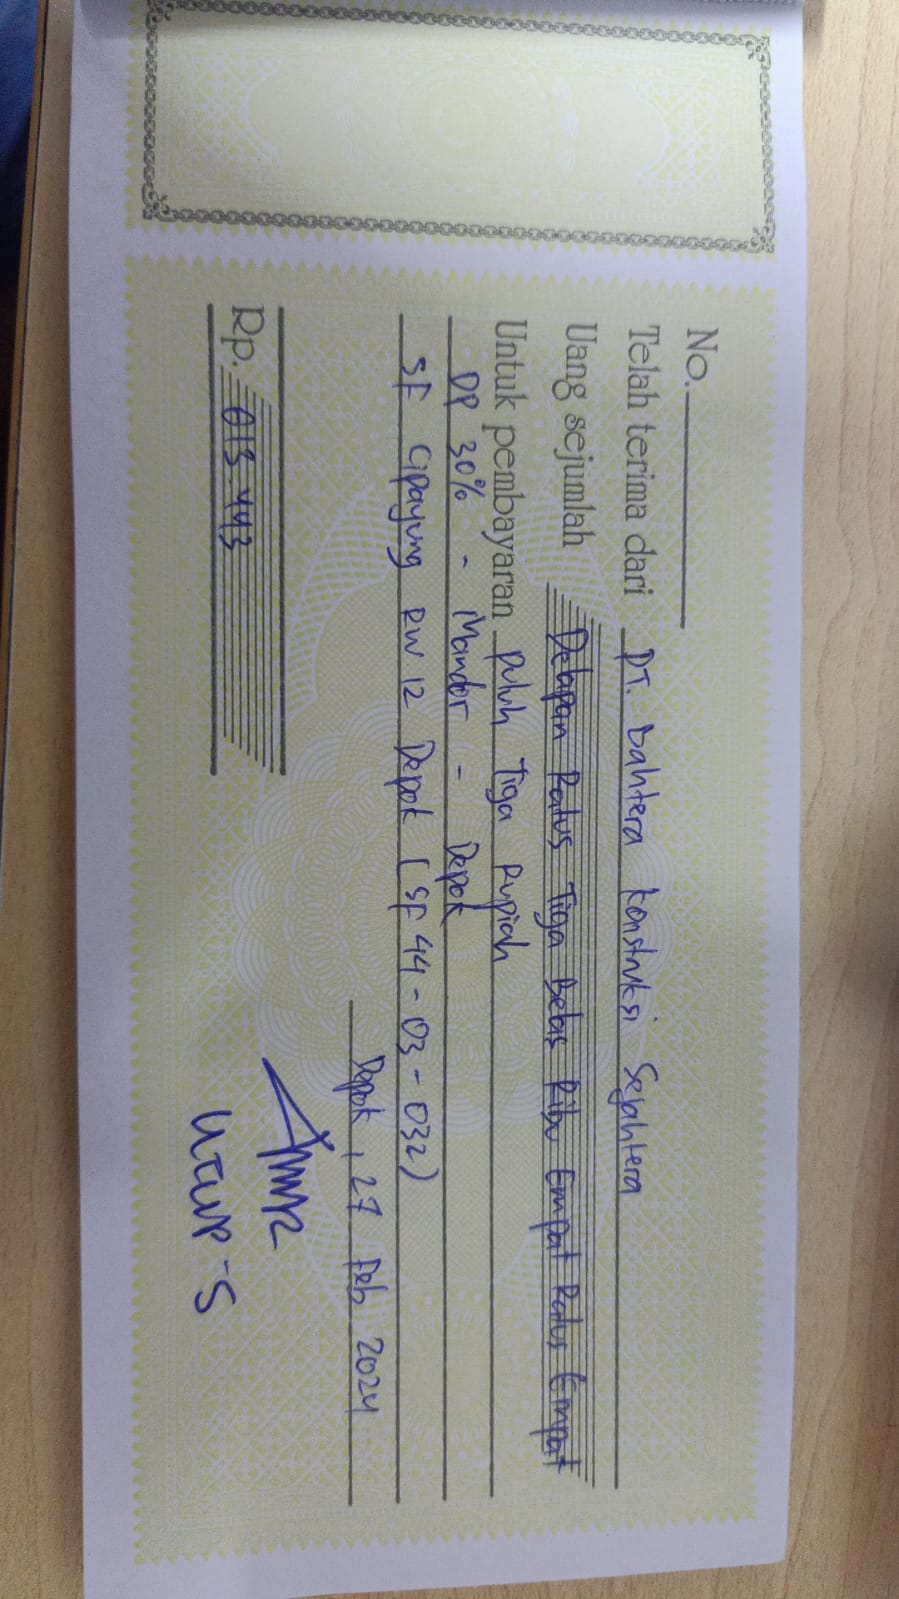 No.
Telah terima dari PT. Bahtera konstruksi Sejahtera
Uang sejumlah Delapan Ratus Tiga Belas Ribu Empat Ratus Empat
Untuk pembayaran puluh Tiga Rupiah
DP 30% - Mandor - Depok
SF Cipayung RW 12 Depok (SF 44-03-032)
Depok, 27 Feb 2024
Rp. 813.443